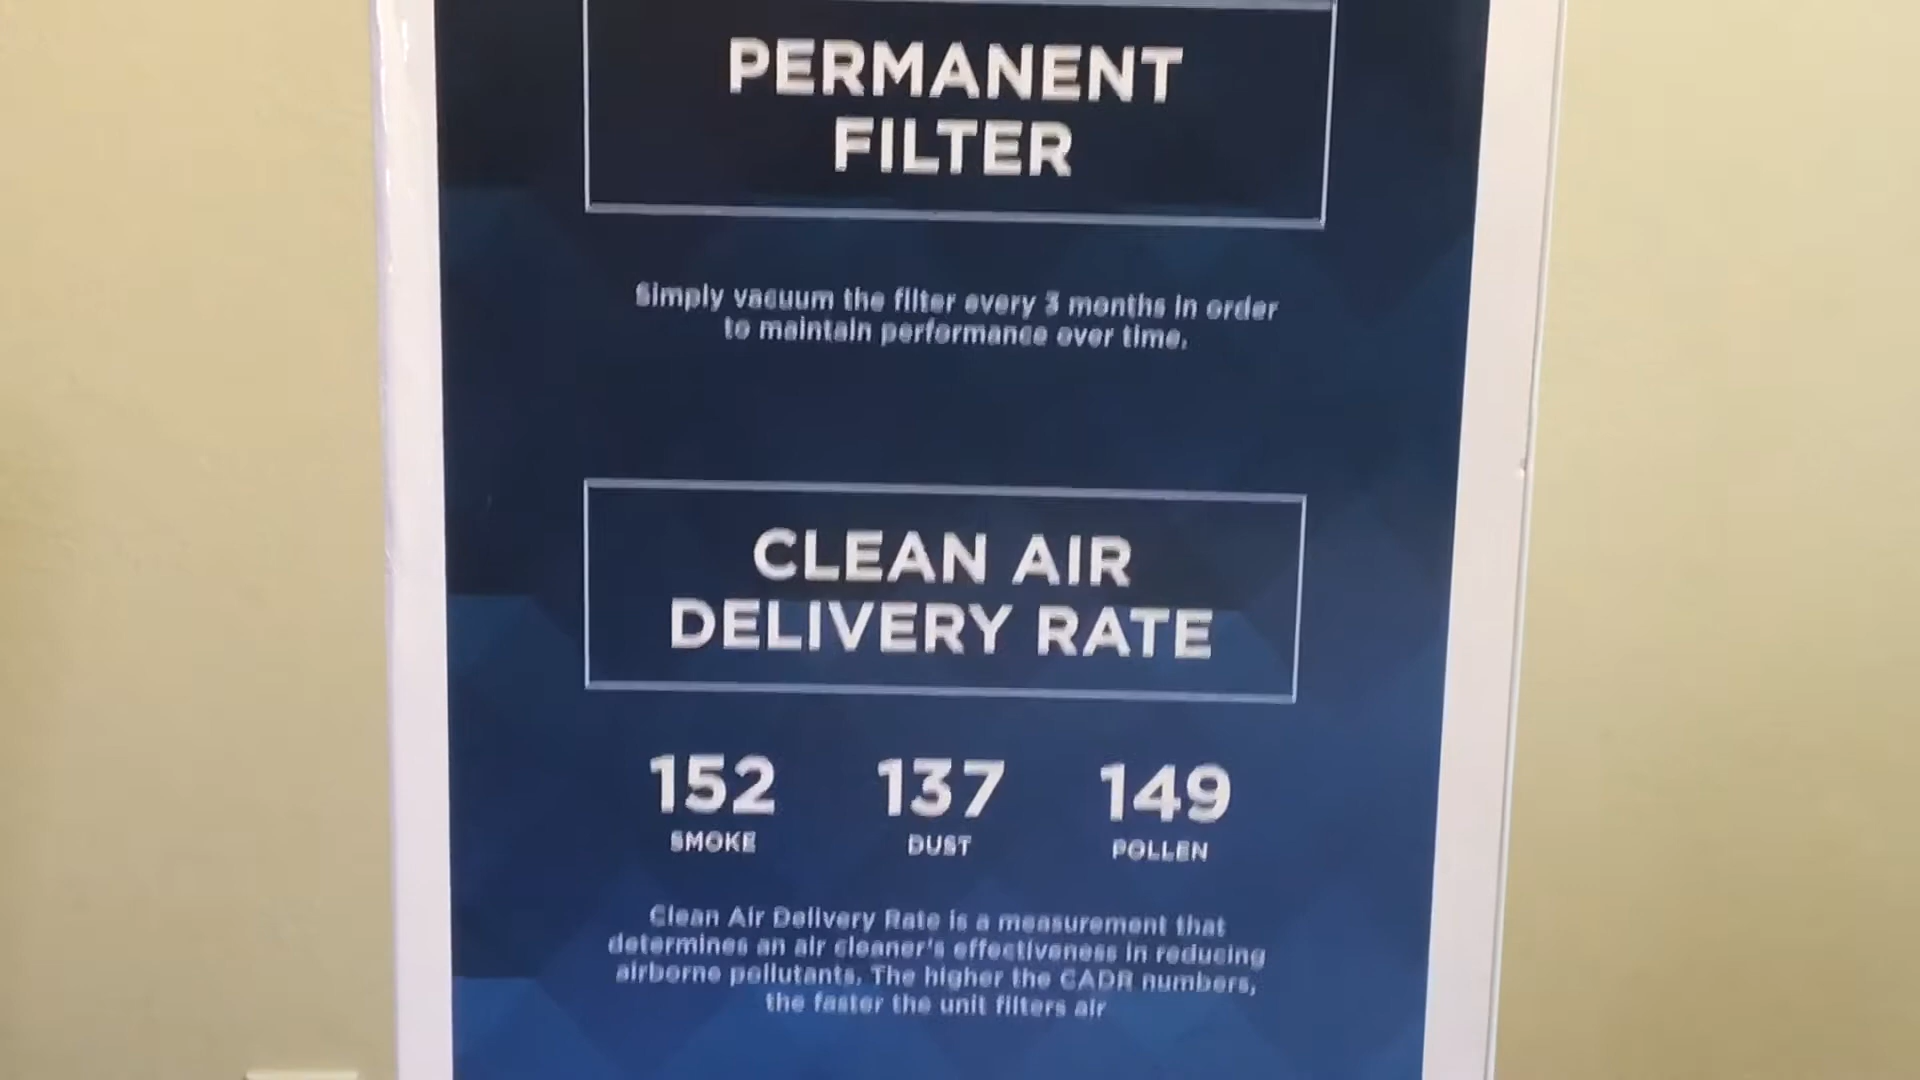 PERMANENT
FILTER
Simply vacuum the filter every 3 months in order
to maintain performance over time.
CLEAN AIR
DELIVERY RATE
152 137 149
SMOKE DUST POLLEN
Clean Air Delivery Rate is a measurement that
determines an air cleaner's effectiveness in reducing
airborne pollutants. The higher the CADR numbers,
the faster the unit filters air